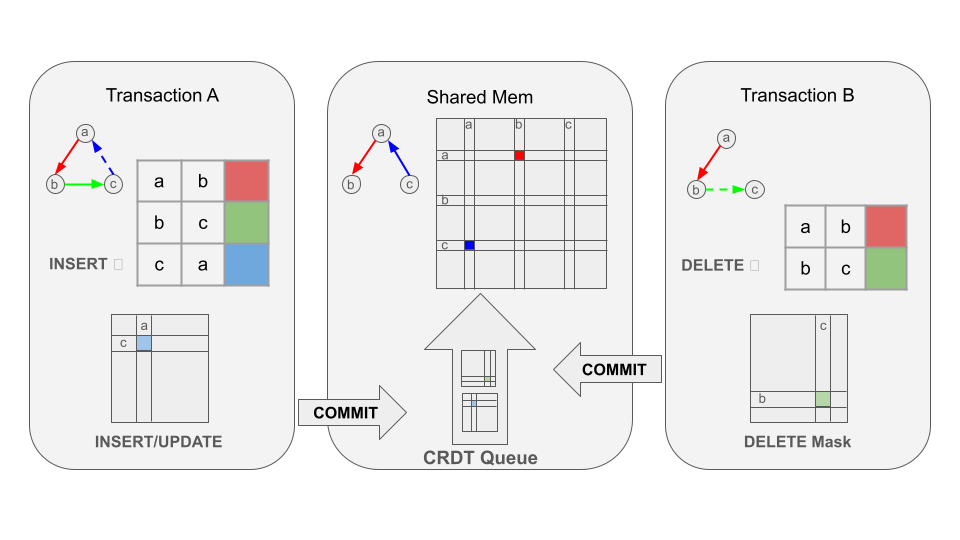 Transaction A
a
b
c
a b
b c
c a
INSERT
a
c
INSERT/UPDATE
COMMIT
Shared Mem
a
b
c
a b c
a
b
c
CRDT Queue
COMMIT
Transaction B
a
b
c
a b
b c
DELETE
c
b
DELETE Mask